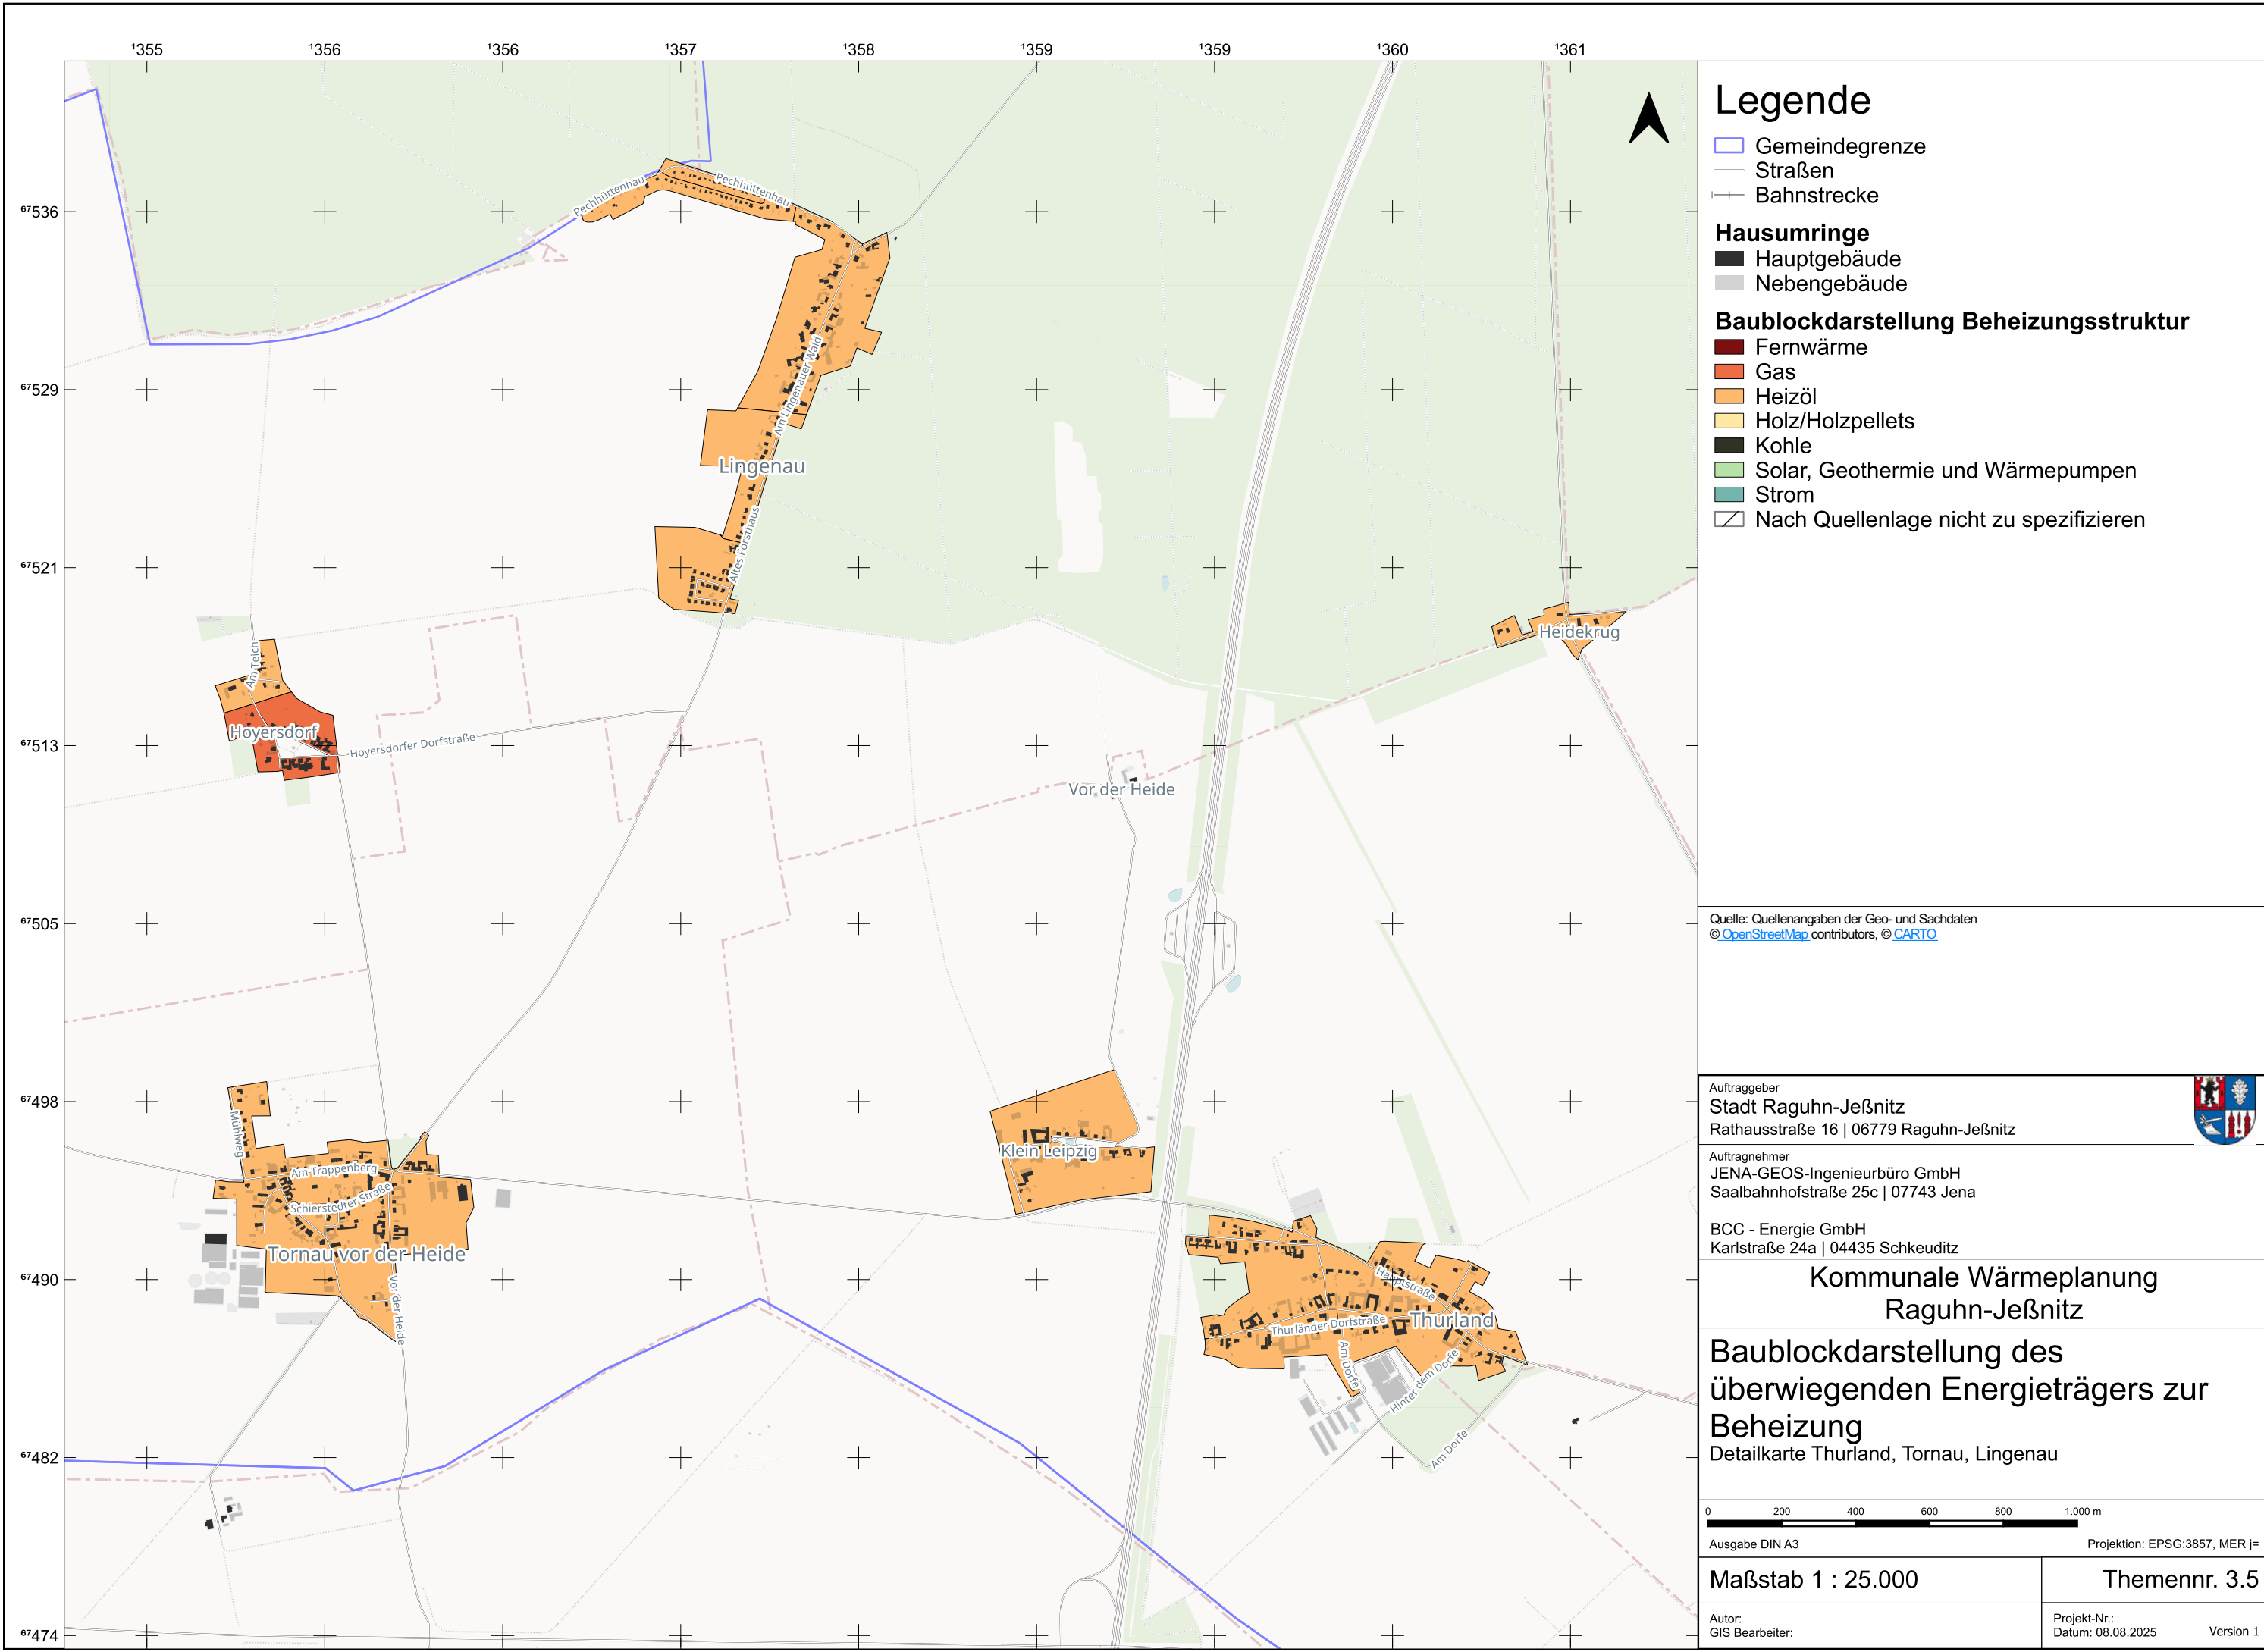 ¹355 ¹356 ¹356 ¹357 ¹358 ¹359 ¹359 ¹360 ¹361
⁶⁷536
⁶⁷529
⁶⁷521
⁶⁷513
⁶⁷505
⁶⁷498
⁶⁷490
⁶⁷482
⁶⁷474
Pechhüttenhau
Pechhüttenhau
Am Lingenauer Wald
Lingenau
Altes Forsthaus
Heidekrug
Am Teich
Hoyersdorf
Hoyersdorfer Dorfstraße
Vor der Heide
Mühlweg
Am Trappenberg
Schierstedter Straße
Tornau vor der Heide
Vor der Heide
Klein Leipzig
Hauptstraße
Thurland
Thurländer Dorfstraße
Am Dorfe
Hinter dem Dorfe
Am Dorfe
Legende
Gemeindegrenze
Straßen
Bahnstrecke
Hausumringe
Hauptgebäude
Nebengebäude
Baublockdarstellung Beheizungsstruktur
Fernwärme
Gas
Heizöl
Holz/Holzpellets
Kohle
Solar, Geothermie und Wärmepumpen
Strom
Nach Quellenlage nicht zu spezifizieren
Quelle: Quellenangaben der Geo- und Sachdaten
© OpenStreetMap contributors, © CARTO
Auftraggeber
Stadt Raguhn-Jeßnitz
Rathausstraße 16 | 06779 Raguhn-Jeßnitz
Auftragnehmer
JENA-GEOS-Ingenieurbüro GmbH
Saalbahnhofstraße 25c | 07743 Jena
BCC - Energie GmbH
Karlstraße 24a | 04435 Schkeuditz
Kommunale Wärmeplanung
Raguhn-Jeßnitz
Baublockdarstellung des
überwiegenden Energieträgers zur
Beheizung
Detailkarte Thurland, Tornau, Lingenau
0 200 400 600 800 1.000 m
Ausgabe DIN A3 Projektion: EPSG:3857, MER j=
Maßstab 1 : 25.000 Themennr. 3.5
Autor: Projekt-Nr.:
GIS Bearbeiter: Datum: 08.08.2025 Version 1